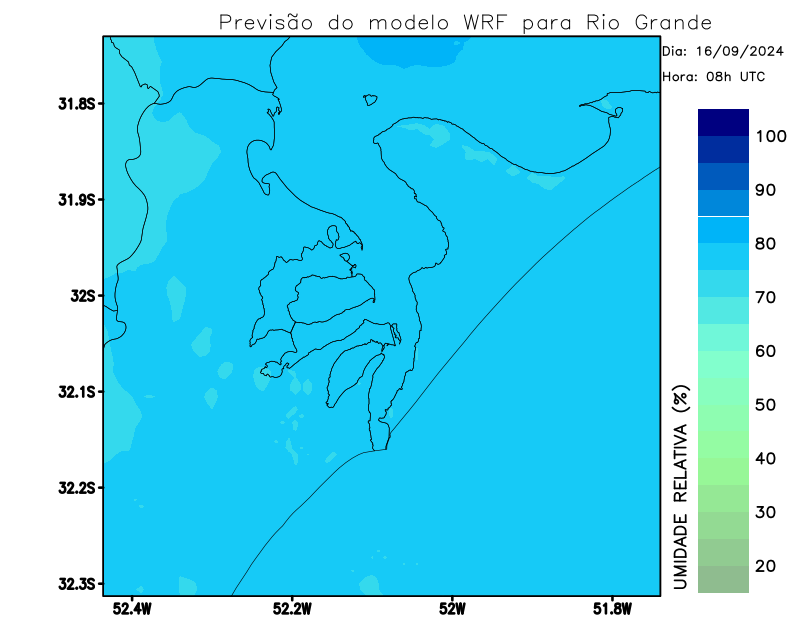 Previsão do modelo WRF para Rio Grande
Dia: 16/09/2024
Hora: 08h UTC
31.8S
31.9S
32S
32.1S
32.2S
32.3S
52.4W
52.2W
52W
51.8W
100
90
80
70
60
50
40
30
20
UMIDADE RELATIVA (%)